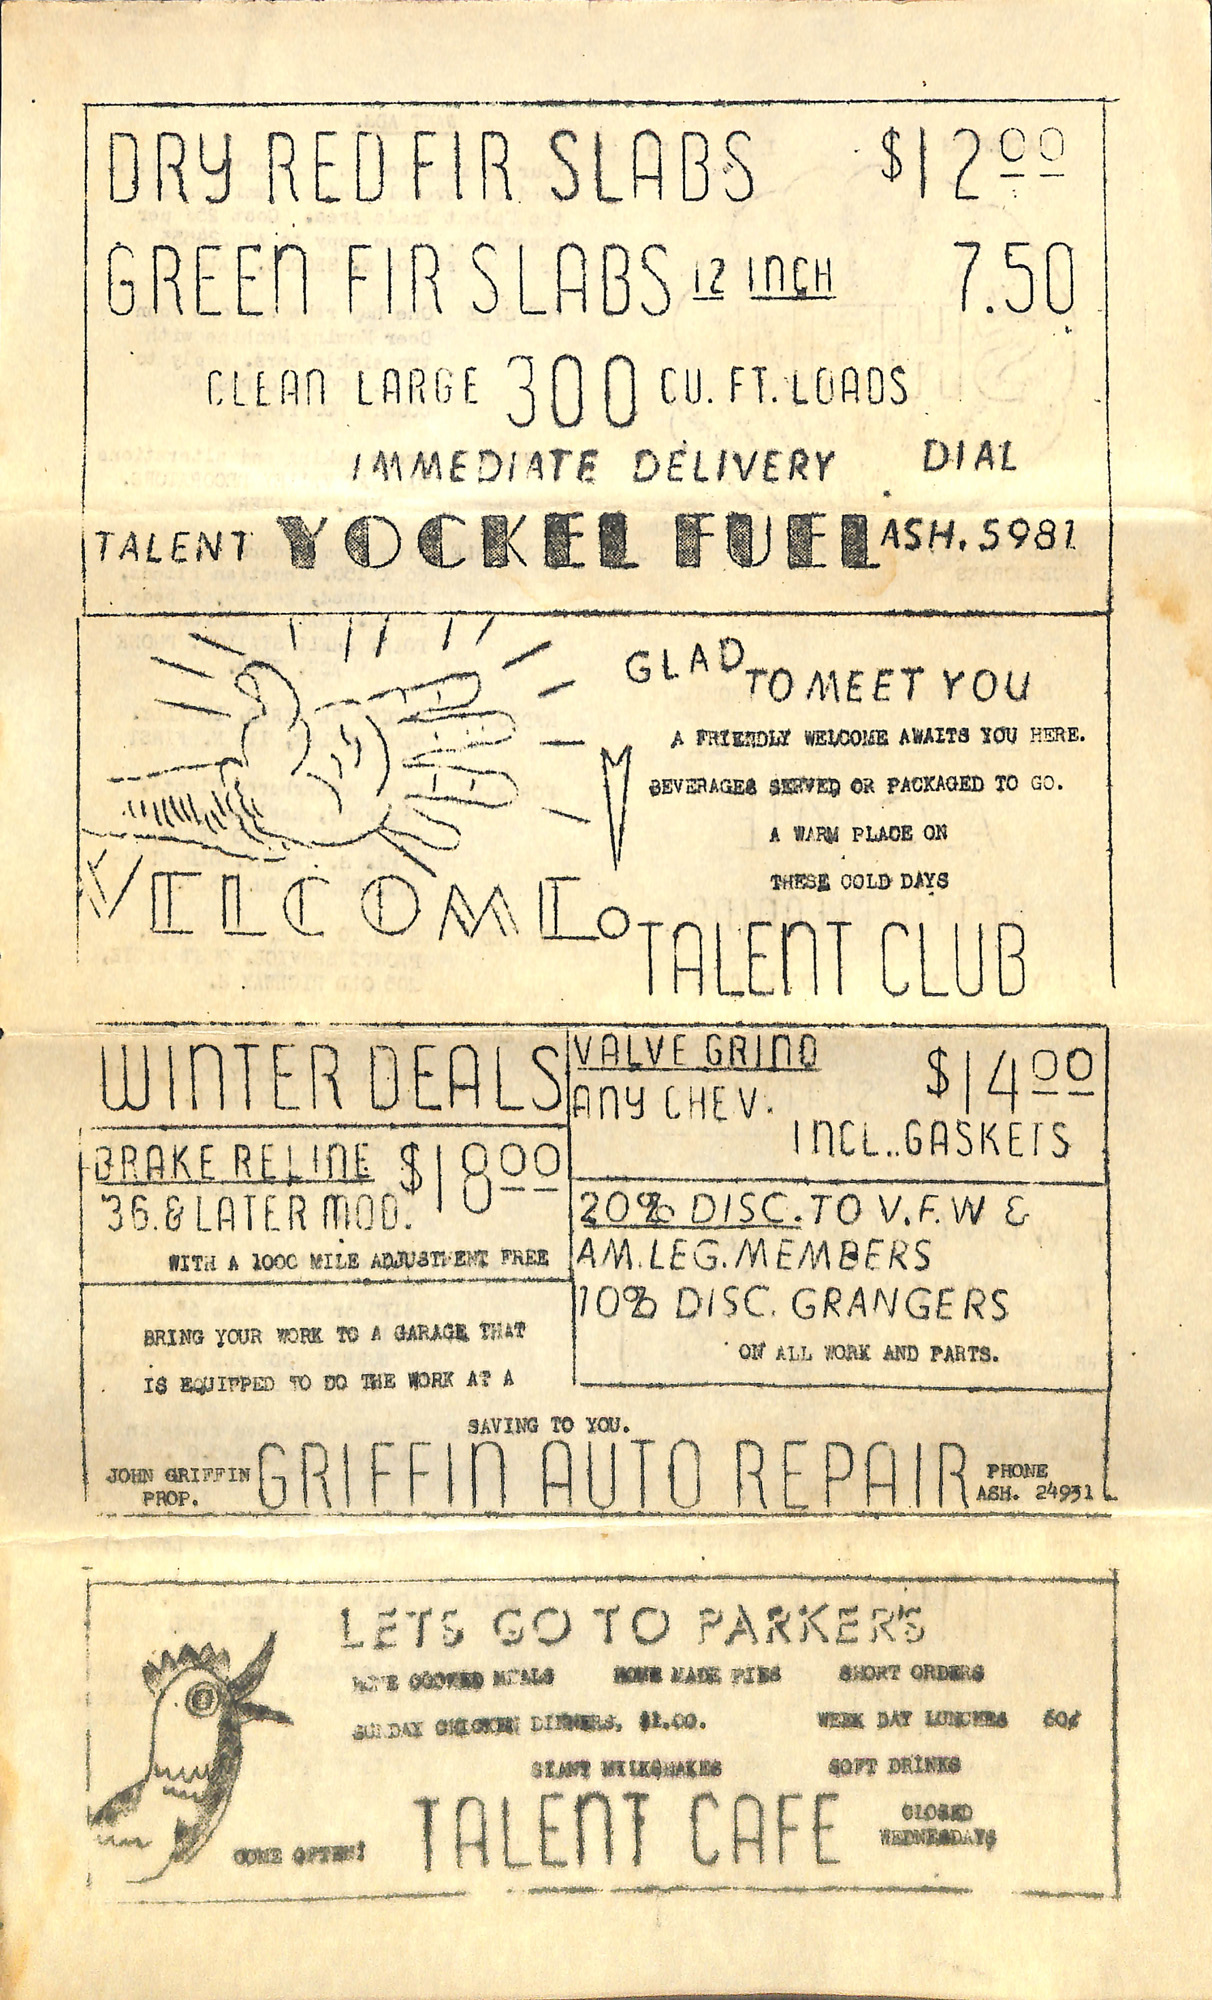 DRY RED FIR SLABS $12.00
GREEN FIR SLABS 12 INCH 7.50
CLEAN LARGE 300 CU. FT. LOADS
IMMEDIATE DELIVERY DIAL
TALENT YOCKEL FUEL ASH. 5981
GLAD TO MEET YOU
A FRIENDLY WELCOME AWAITS YOU HERE.
BEVERAGES SERVED OR PACKAGED TO GO.
A WARM PLACE ON
THESE COLD DAYS
WELCOME!
TALENT CLUB
WINTER DEALS
BRAKE RELINE $18.00
'36. & LATER MOD.
WITH A 1000 MILE ADJUSTMENT FREE
VALVE GRIND $14.00
ANY CHEV.
INCL.. GASKETS
20% DISC. TO V.F.W &
AM. LEG. MEMBERS
10% DISC. GRANGERS
ON ALL WORK AND PARTS.
BRING YOUR WORK TO A GARAGE THAT
IS EQUIPPED TO DO THE WORK AT A
SAVING TO YOU.
JOHN GRIFFIN
PROP.
GRIFFIN AUTO REPAIR
PHONE
ASH. 24931
LETS GO TO PARKER'S
COOKED MEALS HOME MADE PIES SHORT ORDERS
SUNDAY CHICKEN DINNERS, $1.00. WEEK DAY LUNCHES 60¢
GIANT MILKSHAKES SOFT DRINKS
COME OFTEN!
TALENT CAFE
CLOSED
WEDNESDAYS